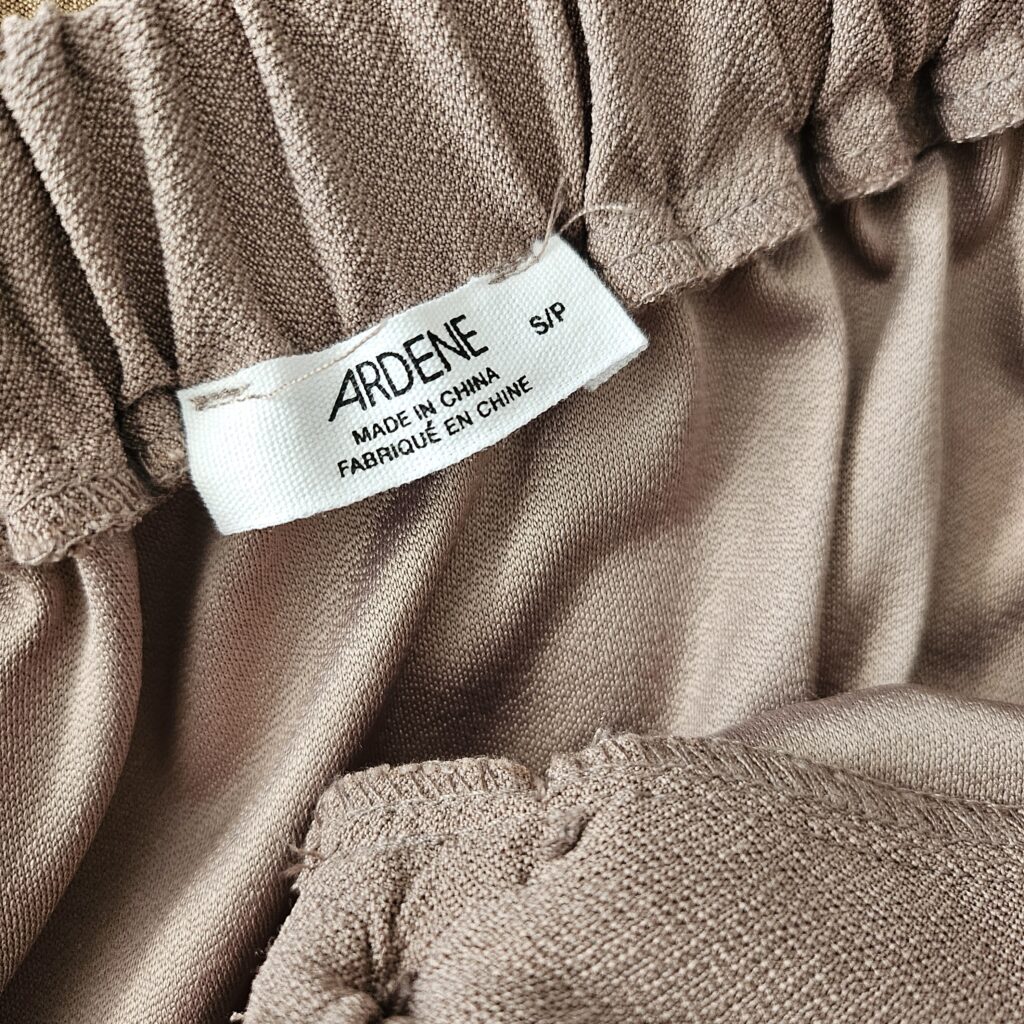 ARDENE
S/P
MADE IN CHINA
FABRIQUÉ EN CHINE